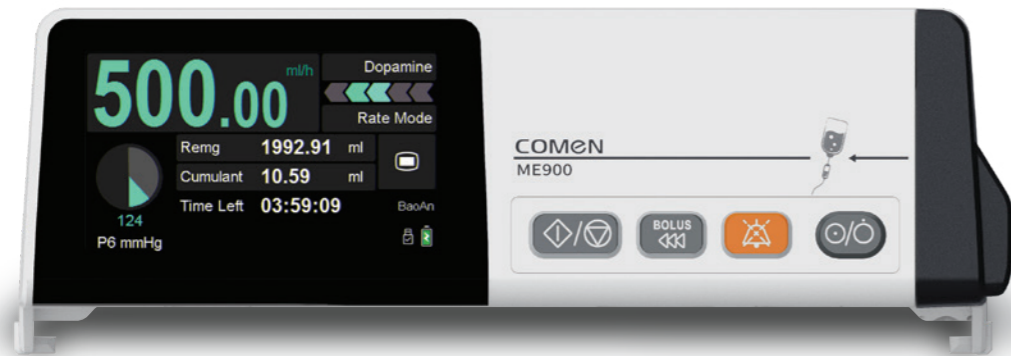 500.00 ml/h
Dopamine
Rate Mode
Remg 1992.91 ml
Cumulant 10.59 ml
Time Left 03:59:09
BaoAn
124
P6 mmHg
COMEN
ME900
BOLUS